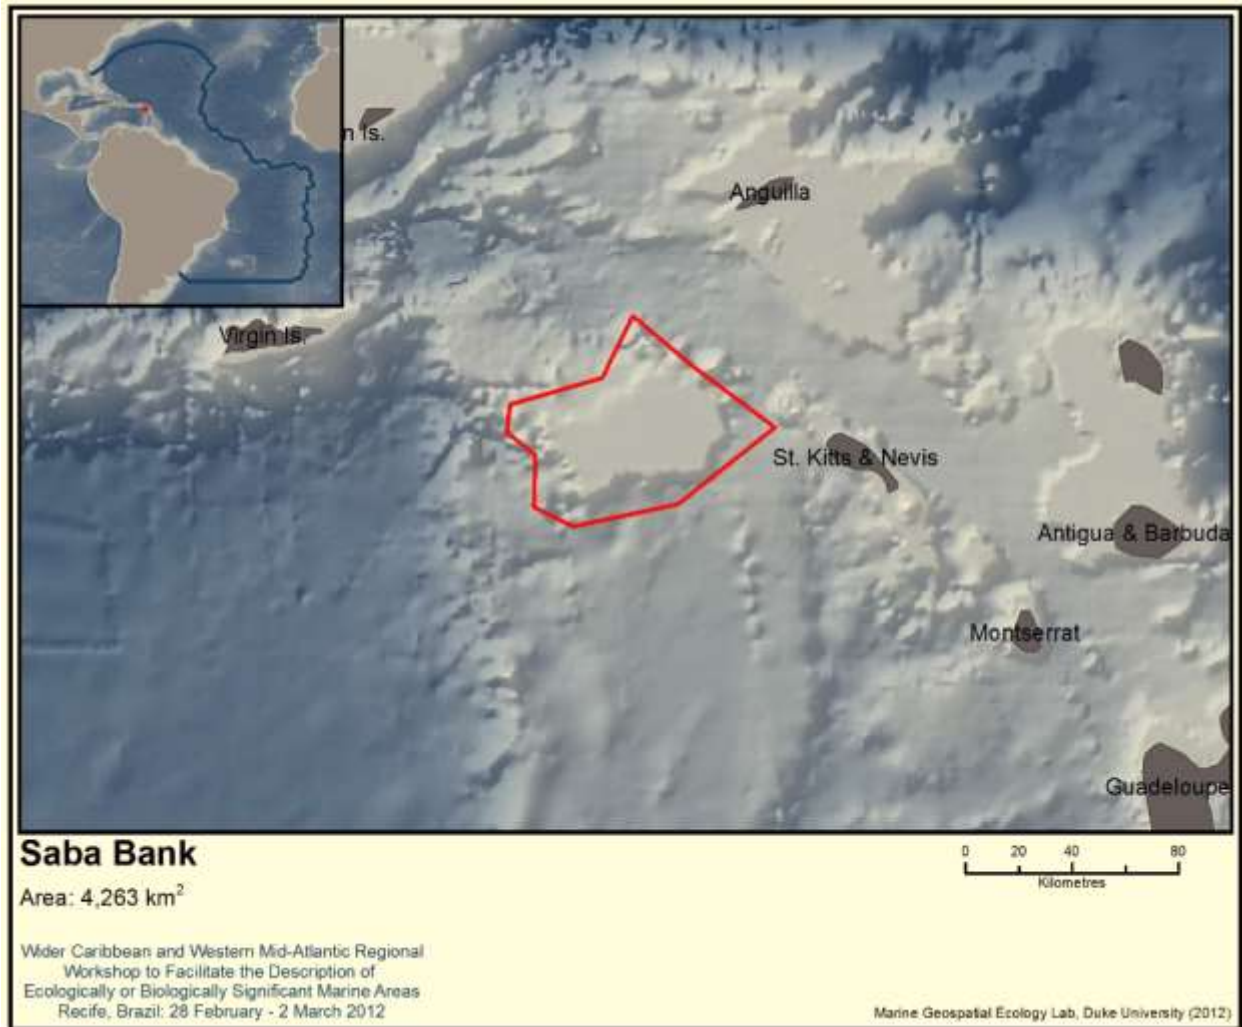 n Is.
Anguilla
Virgin Is.
St. Kitts & Nevis
Antigua & Barbuda
Montserrat
Guadeloupe
Saba Bank
Area: 4,263 km²
0 20 40 80
Kilometres
Wider Caribbean and Western Mid-Atlantic Regional
Workshop to Facilitate the Description of
Ecologically or Biologically Significant Marine Areas
Recife, Brazil: 28 February - 2 March 2012
Marine Geospatial Ecology Lab, Duke University (2012)